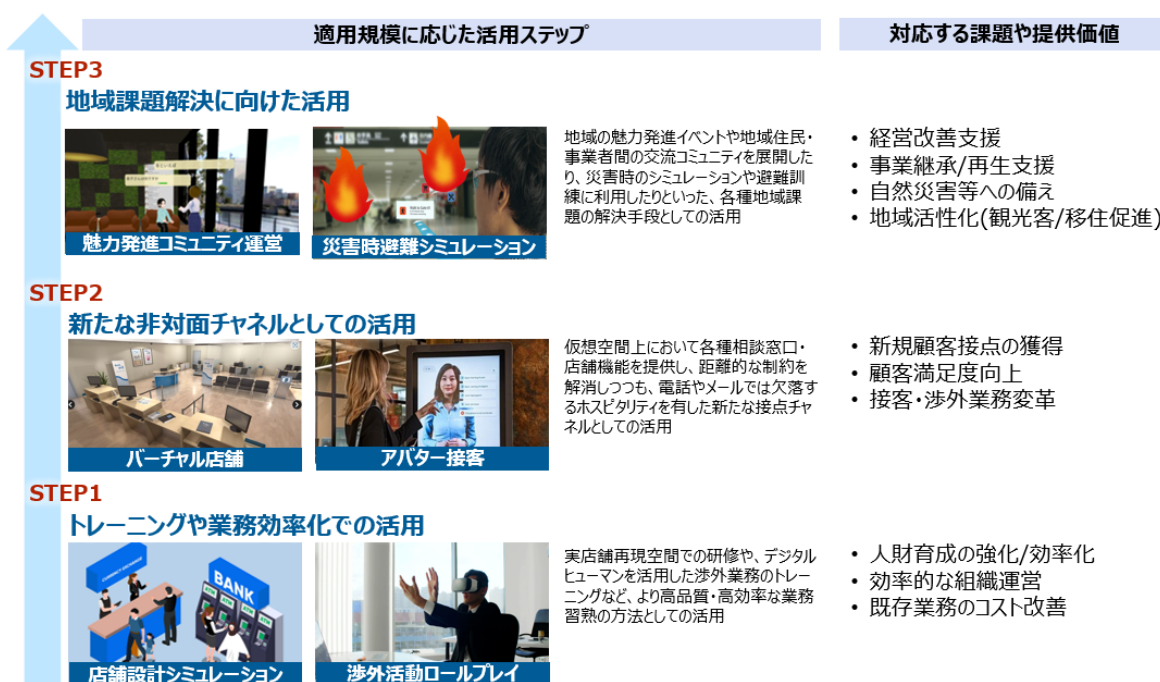 適用規模に応じた活用ステップ
対応する課題や提供価値
STEP3
地域課題解決に向けた活用
魅力発進コミュニティ運営
災害時避難シミュレーション
地域の魅力発進イベントや地域住民・
事業者間の交流コミュニティを展開した
り、災害時のシミュレーションや避難訓
練に利用したりといった、各種地域課
題の解決手段としての活用
• 経営改善支援
• 事業継承/再生支援
• 自然災害等への備え
• 地域活性化(観光客/移住促進)
STEP2
新たな非対面チャネルとしての活用
バーチャル店舗
アバター接客
仮想空間上において各種相談窓口・
店舗機能を提供し、距離的な制約を
解消しつつも、電話やメールでは欠落す
るホスピタリティを有した新たな接点チャ
ネルとしての活用
• 新規顧客接点の獲得
• 顧客満足度向上
• 接客・渉外業務変革
STEP1
トレーニングや業務効率化での活用
CURRENCY EXCHANGE
BANK
ATM
ATM
ATM
店舗設計シミュレーション
渉外活動ロールプレイ
実店舗再現空間での研修や、デジタル
ヒューマンを活用した渉外業務のトレー
ニングなど、より高品質・高効率な業務
習熟の方法としての活用
• 人財育成の強化/効率化
• 効率的な組織運営
• 既存業務のコスト改善